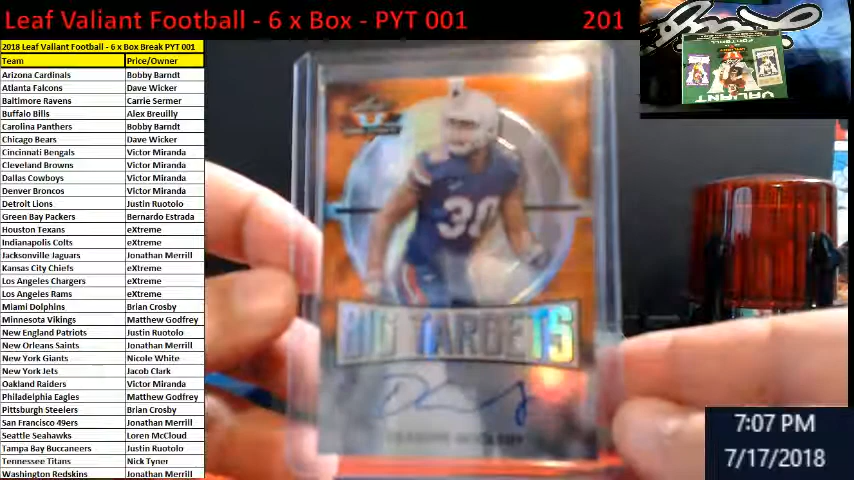 Leaf Valiant Football - 6 x Box - PYT 001 201
2018 Leaf Valiant Football - 6 x Box Break PYT 001
Team Price/Owner
Arizona Cardinals Bobby Barndt
Atlanta Falcons Dave Wicker
Baltimore Ravens Carrie Sermer
Buffalo Bills Alex Breuilly
Carolina Panthers Bobby Barndt
Chicago Bears Dave Wicker
Cincinnati Bengals Victor Miranda
Cleveland Browns Victor Miranda
Dallas Cowboys Victor Miranda
Denver Broncos Victor Miranda
Detroit Lions Justin Ruotolo
Green Bay Packers Bernardo Estrada
Houston Texans eXtreme
Indianapolis Colts eXtreme
Jacksonville Jaguars Jonathan Merrill
Kansas City Chiefs eXtreme
Los Angeles Chargers eXtreme
Los Angeles Rams eXtreme
Miami Dolphins Brian Crosby
Minnesota Vikings Matthew Godfrey
New England Patriots Justin Ruotolo
New Orleans Saints Jonathan Merrill
New York Giants Nicole White
New York Jets Jacob Clark
Oakland Raiders Victor Miranda
Philadelphia Eagles Matthew Godfrey
Pittsburgh Steelers Brian Crosby
San Francisco 49ers Jonathan Merrill
Seattle Seahawks Loren McCloud
Tampa Bay Buccaneers Justin Ruotolo
Tennessee Titans Nick Tyner
Washington Redskins Jonathan Merrill
30
BIG TARGETS
VALIANT
FOOTBALL
7:07 PM
7/17/2018